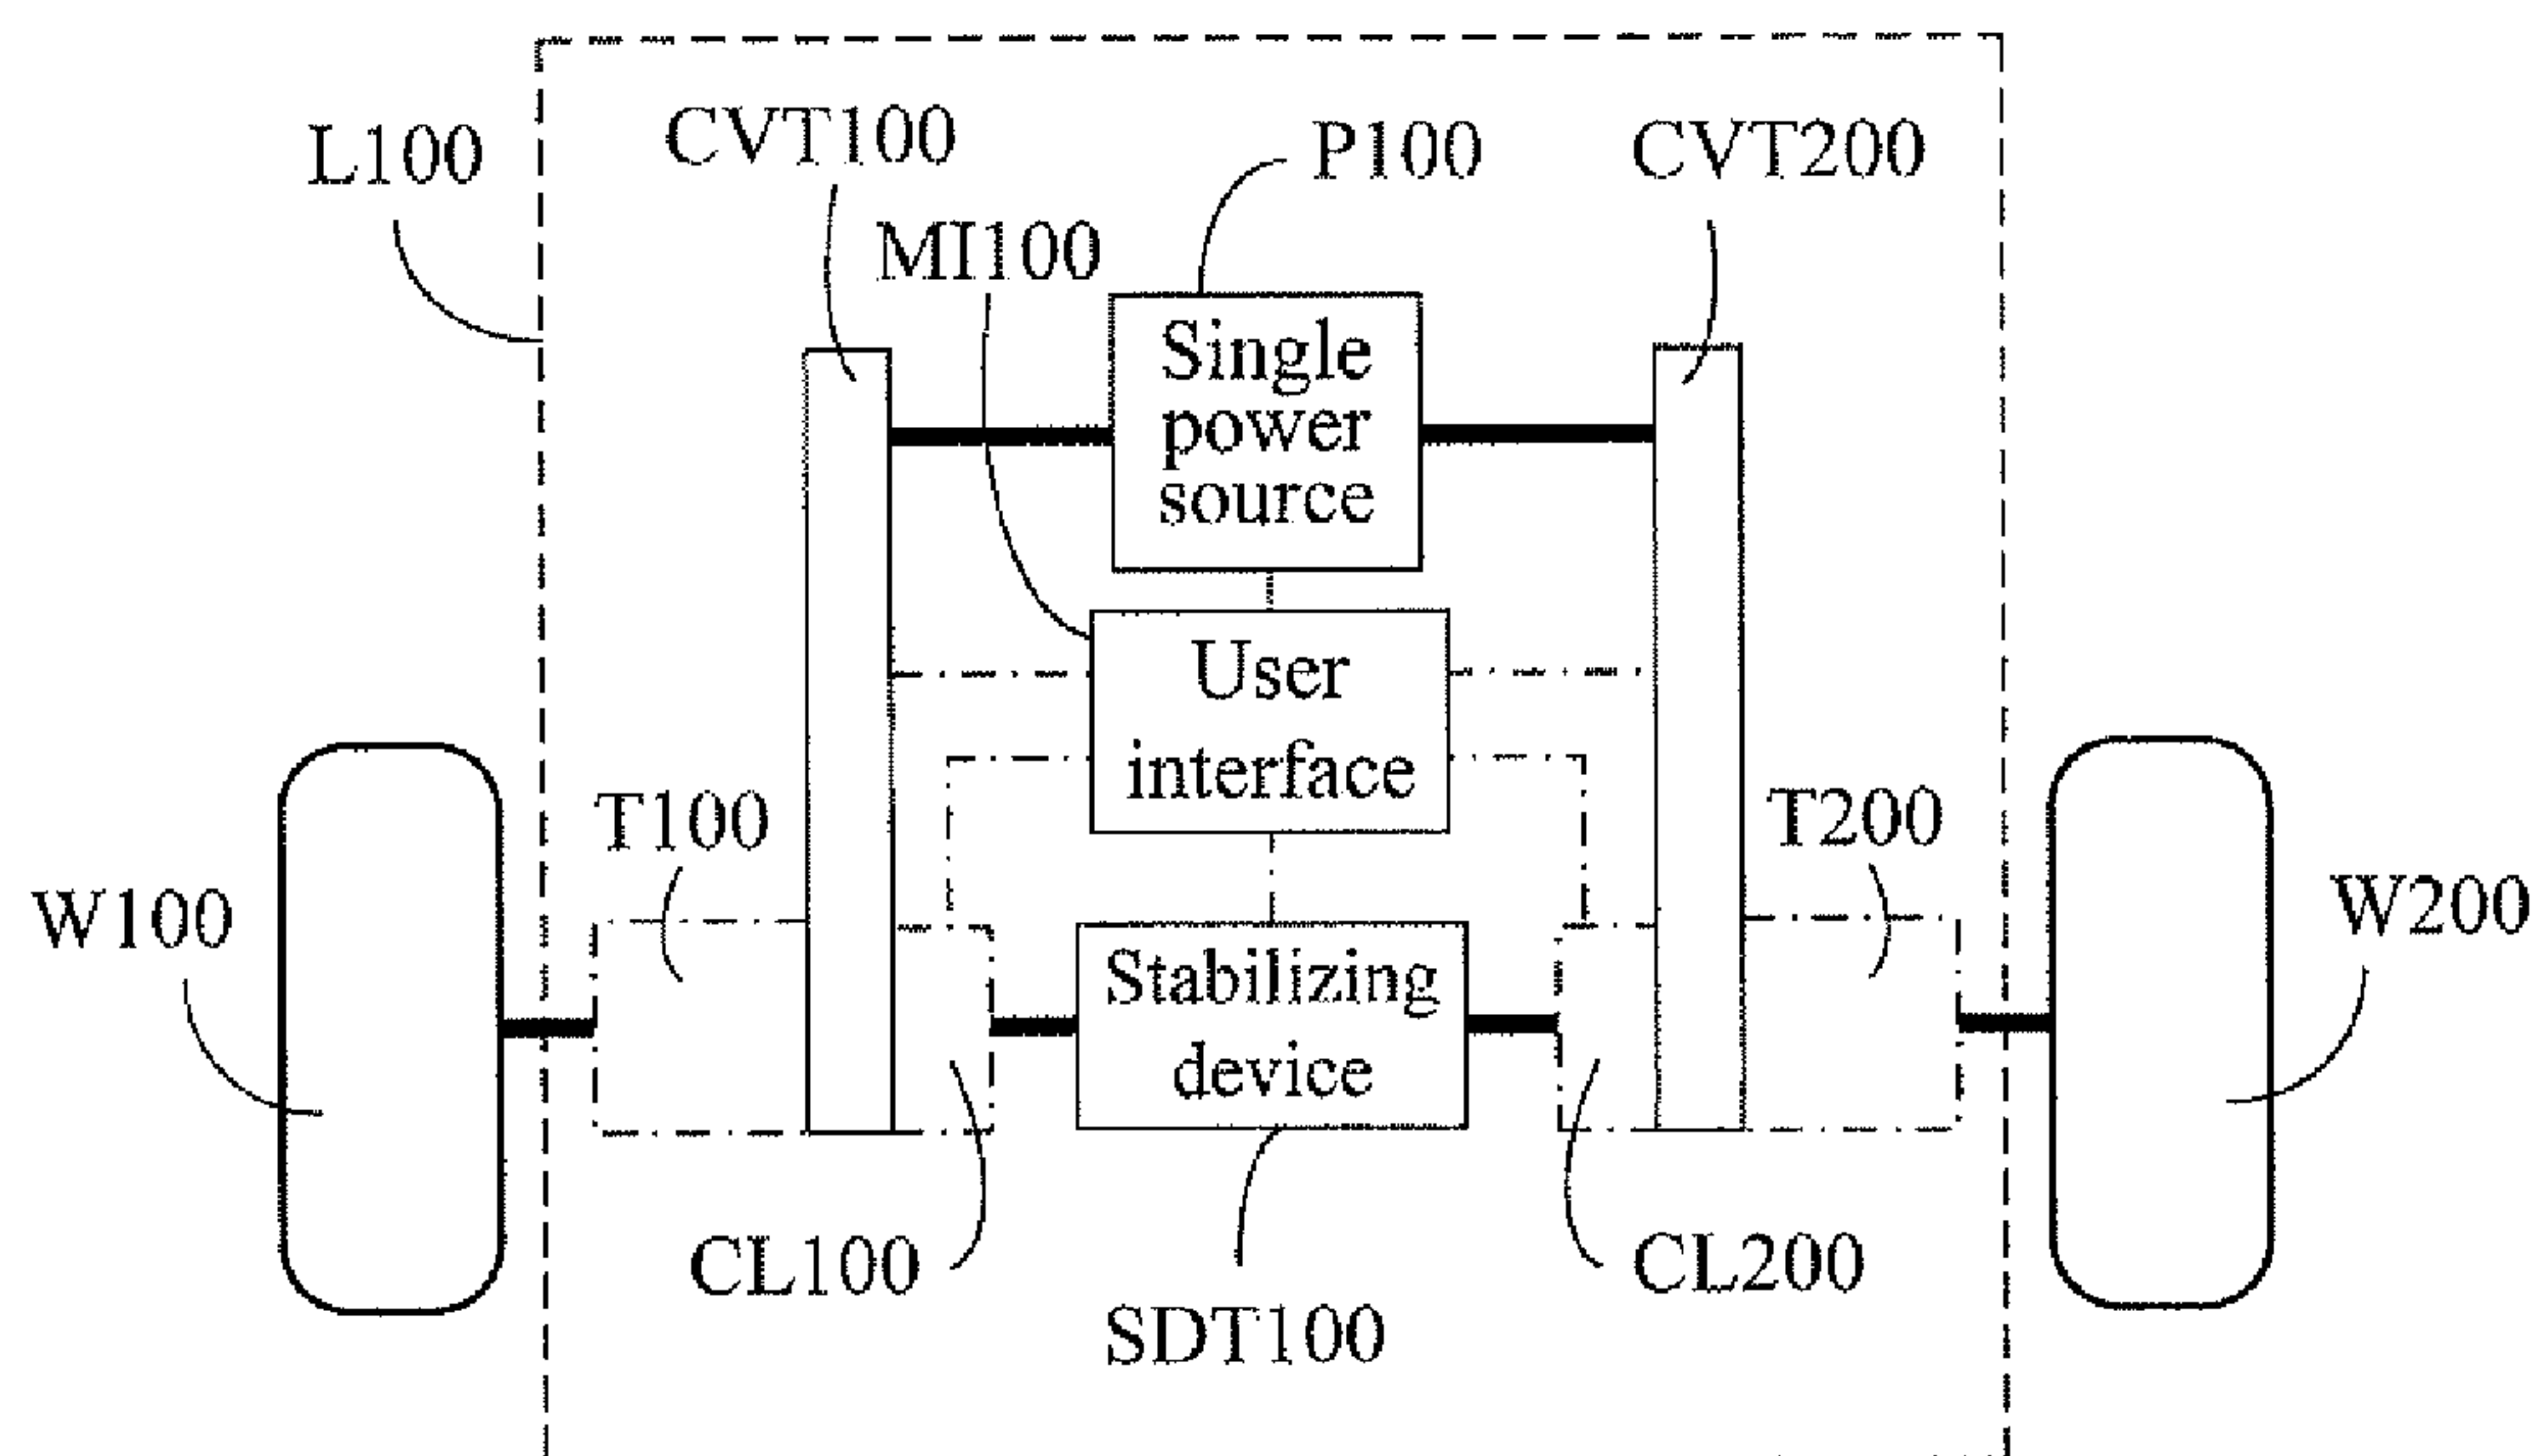 L100
CVT100
P100
CVT200
MI100
Single
power
source
User
interface
T100
T200
W100
W200
Stabilizing
device
CL100
CL200
SDT100